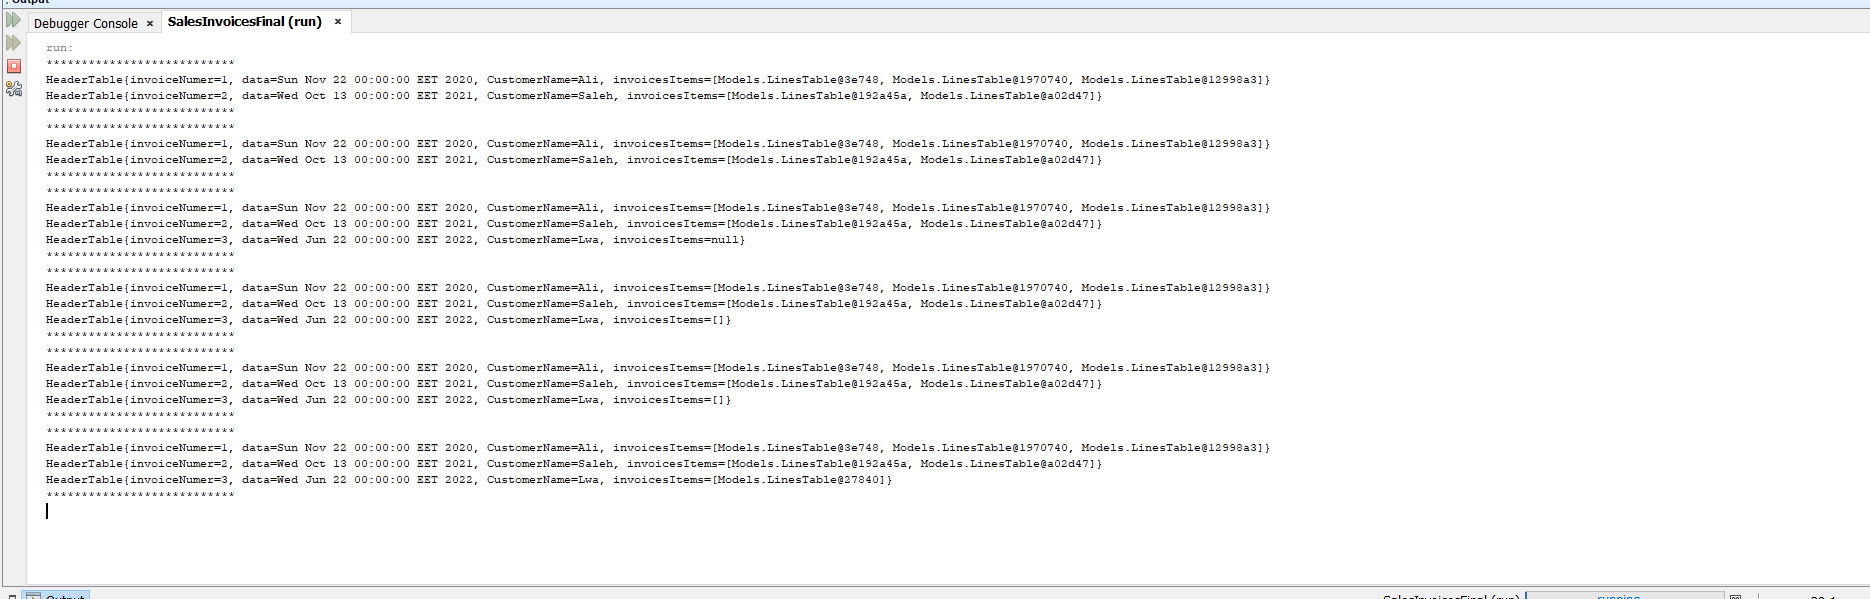 Output
Debugger Console × SalesInvoicesFinal (run) ×
run:
***************************
HeaderTable{invoiceNumer=1, data=Sun Nov 22 00:00:00 EET 2020, CustomerName=Ali, invoicesItems=[Models.LinesTable@3e748, Models.LinesTable@1970740, Models.LinesTable@12998a3]}
HeaderTable{invoiceNumer=2, data=Wed Oct 13 00:00:00 EET 2021, CustomerName=Saleh, invoicesItems=[Models.LinesTable@192a45a, Models.LinesTable@a02d47]}
***************************
***************************
HeaderTable{invoiceNumer=1, data=Sun Nov 22 00:00:00 EET 2020, CustomerName=Ali, invoicesItems=[Models.LinesTable@3e748, Models.LinesTable@1970740, Models.LinesTable@12998a3]}
HeaderTable{invoiceNumer=2, data=Wed Oct 13 00:00:00 EET 2021, CustomerName=Saleh, invoicesItems=[Models.LinesTable@192a45a, Models.LinesTable@a02d47]}
***************************
***************************
HeaderTable{invoiceNumer=1, data=Sun Nov 22 00:00:00 EET 2020, CustomerName=Ali, invoicesItems=[Models.LinesTable@3e748, Models.LinesTable@1970740, Models.LinesTable@12998a3]}
HeaderTable{invoiceNumer=2, data=Wed Oct 13 00:00:00 EET 2021, CustomerName=Saleh, invoicesItems=[Models.LinesTable@192a45a, Models.LinesTable@a02d47]}
HeaderTable{invoiceNumer=3, data=Wed Jun 22 00:00:00 EET 2022, CustomerName=Lwa, invoicesItems=null}
***************************
***************************
HeaderTable{invoiceNumer=1, data=Sun Nov 22 00:00:00 EET 2020, CustomerName=Ali, invoicesItems=[Models.LinesTable@3e748, Models.LinesTable@1970740, Models.LinesTable@12998a3]}
HeaderTable{invoiceNumer=2, data=Wed Oct 13 00:00:00 EET 2021, CustomerName=Saleh, invoicesItems=[Models.LinesTable@192a45a, Models.LinesTable@a02d47]}
HeaderTable{invoiceNumer=3, data=Wed Jun 22 00:00:00 EET 2022, CustomerName=Lwa, invoicesItems=[]}
***************************
***************************
HeaderTable{invoiceNumer=1, data=Sun Nov 22 00:00:00 EET 2020, CustomerName=Ali, invoicesItems=[Models.LinesTable@3e748, Models.LinesTable@1970740, Models.LinesTable@12998a3]}
HeaderTable{invoiceNumer=2, data=Wed Oct 13 00:00:00 EET 2021, CustomerName=Saleh, invoicesItems=[Models.LinesTable@192a45a, Models.LinesTable@a02d47]}
HeaderTable{invoiceNumer=3, data=Wed Jun 22 00:00:00 EET 2022, CustomerName=Lwa, invoicesItems=[]}
***************************
***************************
HeaderTable{invoiceNumer=1, data=Sun Nov 22 00:00:00 EET 2020, CustomerName=Ali, invoicesItems=[Models.LinesTable@3e748, Models.LinesTable@1970740, Models.LinesTable@12998a3]}
HeaderTable{invoiceNumer=2, data=Wed Oct 13 00:00:00 EET 2021, CustomerName=Saleh, invoicesItems=[Models.LinesTable@192a45a, Models.LinesTable@a02d47]}
HeaderTable{invoiceNumer=3, data=Wed Jun 22 00:00:00 EET 2022, CustomerName=Lwa, invoicesItems=[Models.LinesTable@27840]}
***************************
Output SalesInvoicesFinal (run) running